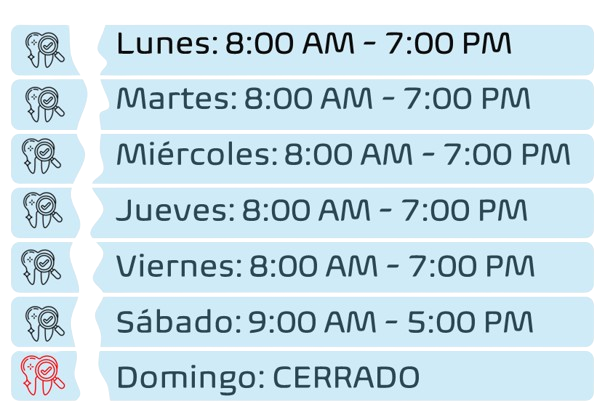 Lunes: 8:00 AM - 7:00 PM
Martes: 8:00 AM - 7:00 PM
Miércoles: 8:00 AM - 7:00 PM
Jueves: 8:00 AM - 7:00 PM
Viernes: 8:00 AM - 7:00 PM
Sábado: 9:00 AM - 5:00 PM
Domingo: CERRADO